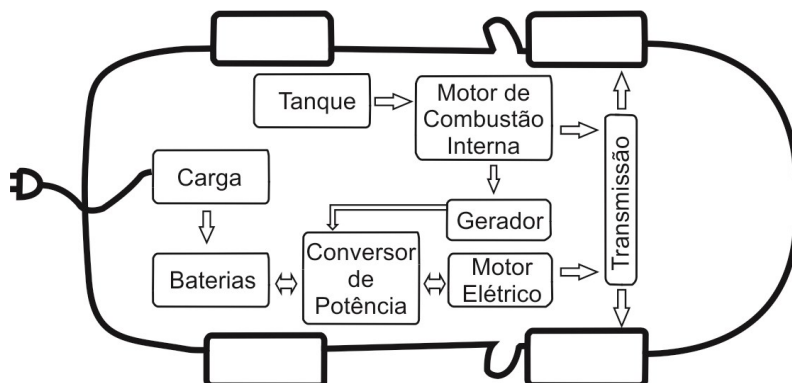 Tanque
Motor de
Combustão
Interna
Carga
Gerador
Transmissão
Baterias
Conversor
de
Potência
Motor
Elétrico